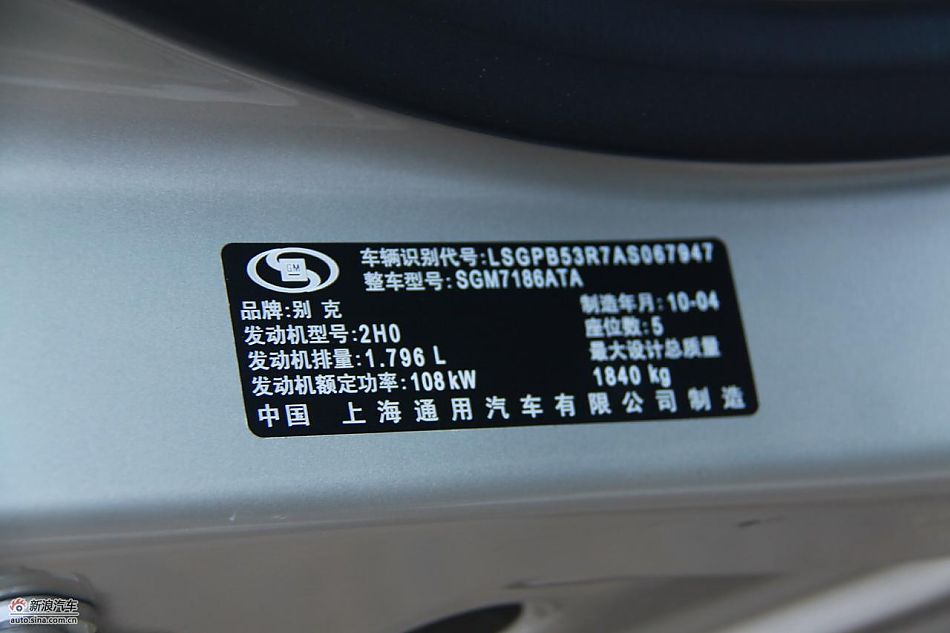 GM
车辆识别代号:LSGPB53R7AS067947
整车型号:SGM7186ATA
品牌:别 克
制造年月:10-04
发动机型号:2H0
座位数:5
发动机排量:1.796 L
最大设计总质量
发动机额定功率:108kW
1840 kg
中国 上海通用汽车有限公司制造
新浪汽车
auto.sina.com.cn